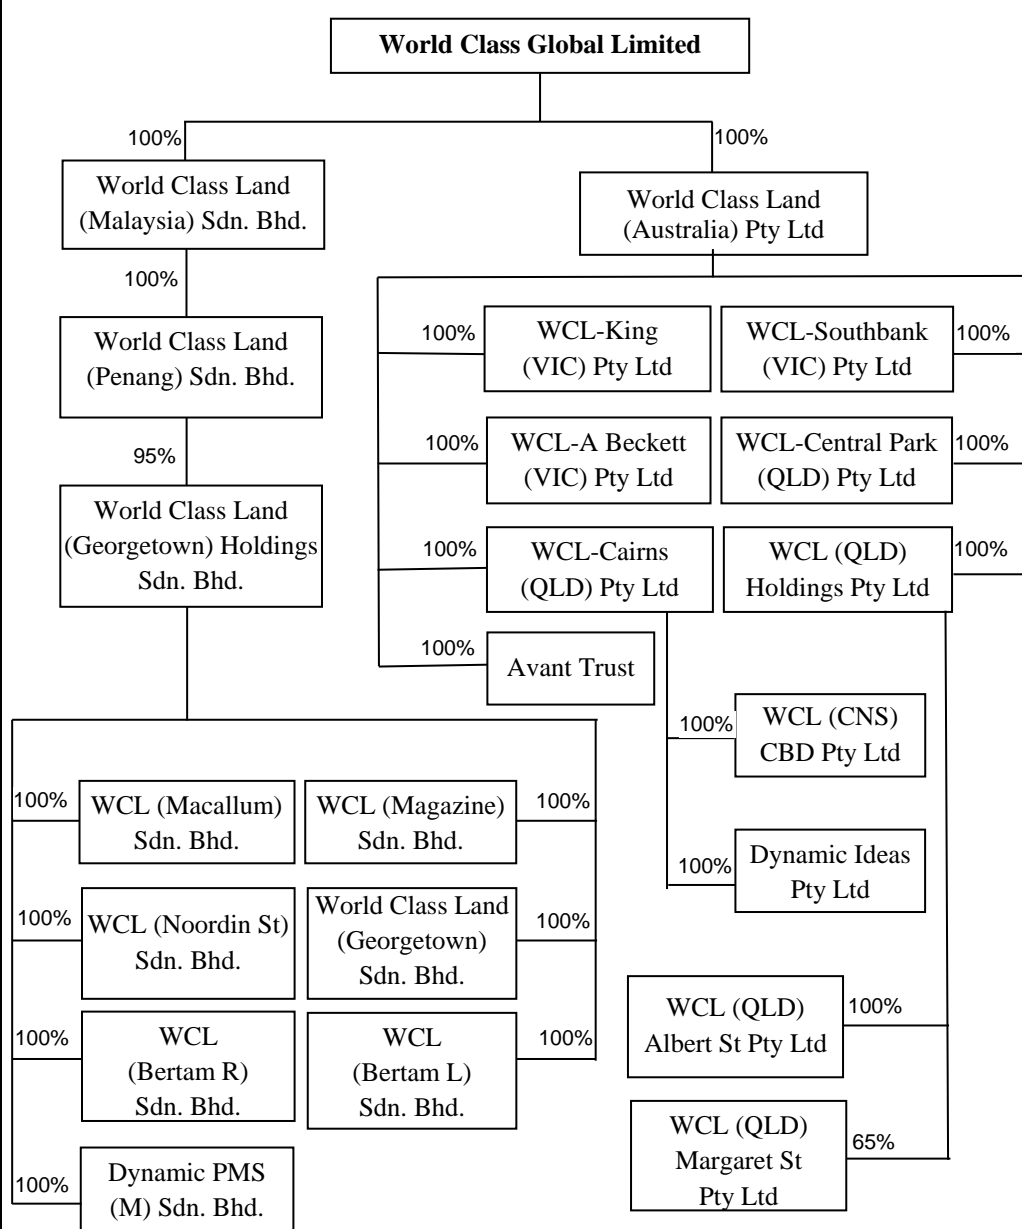 World Class Global Limited
100%
100%
World Class Land
(Malaysia) Sdn. Bhd.
World Class Land
(Australia) Pty Ltd
100%
World Class Land
(Penang) Sdn. Bhd.
95%
World Class Land
(Georgetown) Holdings
Sdn. Bhd.
100%
WCL-King
(VIC) Pty Ltd
WCL-Southbank
(VIC) Pty Ltd
100%
100%
WCL-A Beckett
(VIC) Pty Ltd
WCL-Central Park
(QLD) Pty Ltd
100%
100%
WCL-Cairns
(QLD) Pty Ltd
WCL (QLD)
Holdings Pty Ltd
100%
100%
Avant Trust
100%
WCL (CNS)
CBD Pty Ltd
100%
Dynamic Ideas
Pty Ltd
100%
WCL (Macallum)
Sdn. Bhd.
WCL (Magazine)
Sdn. Bhd.
100%
100%
WCL (Noordin St)
Sdn. Bhd.
World Class Land
(Georgetown)
Sdn. Bhd.
100%
100%
WCL
(Bertam R)
Sdn. Bhd.
WCL
(Bertam L)
Sdn. Bhd.
100%
100%
Dynamic PMS
(M) Sdn. Bhd.
WCL (QLD)
Albert St Pty Ltd
100%
WCL (QLD)
Margaret St
Pty Ltd
65%